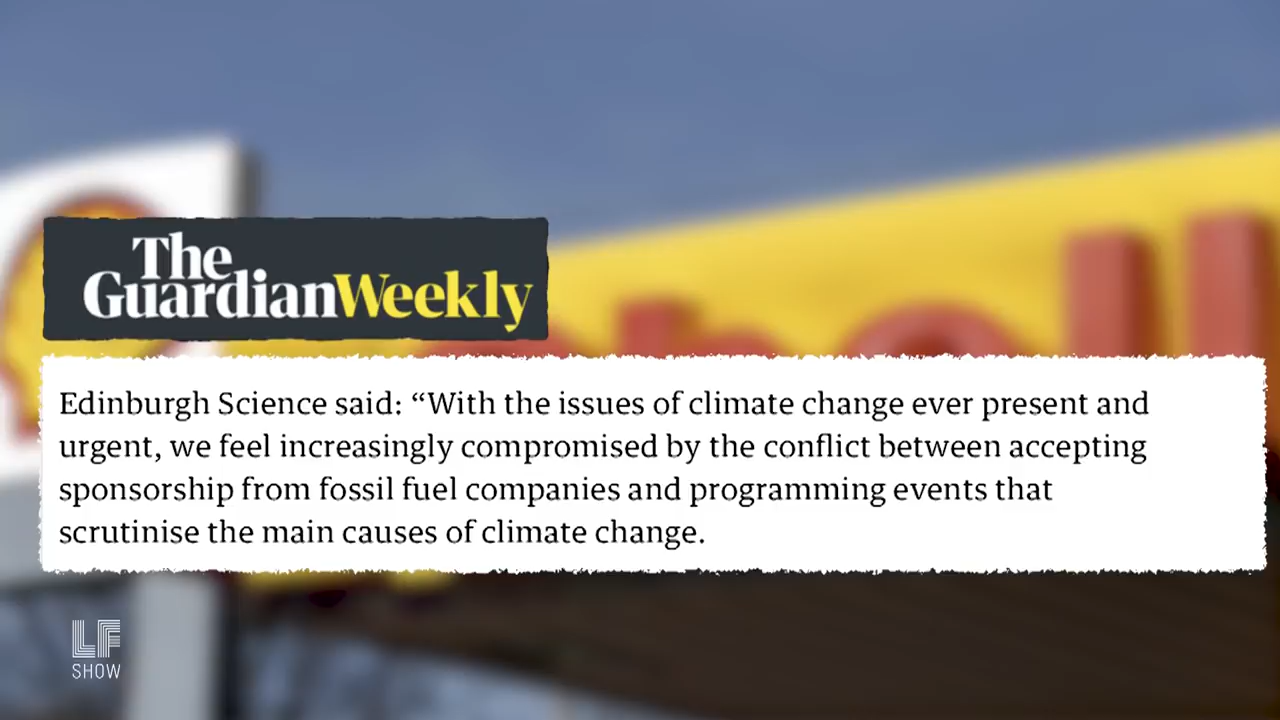 The
GuardianWeekly
Edinburgh Science said: “With the issues of climate change ever present and
urgent, we feel increasingly compromised by the conflict between accepting
sponsorship from fossil fuel companies and programming events that
scrutinise the main causes of climate change.
LF
SHOW